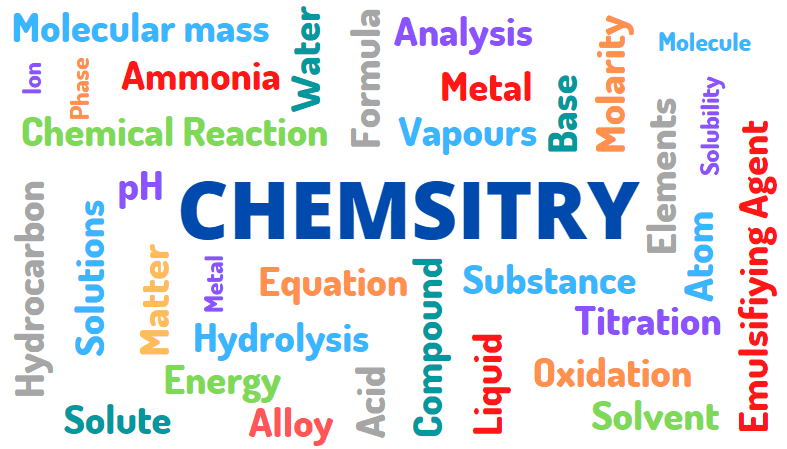 Molecular mass
Ion
Phase
Ammonia
Water
Formula
Analysis
Metal
Base
Molarity
Molecule
Solubility
Chemical Reaction
Vapours
Elements
Emulsifiying Agent
Hydrocarbon
Solutions
pH
CHEMSITRY
Atom
Matter
Metal
Equation
Compound
Substance
Titration
Hydrolysis
Energy
Acid
Liquid
Oxidation
Solute
Alloy
Solvent